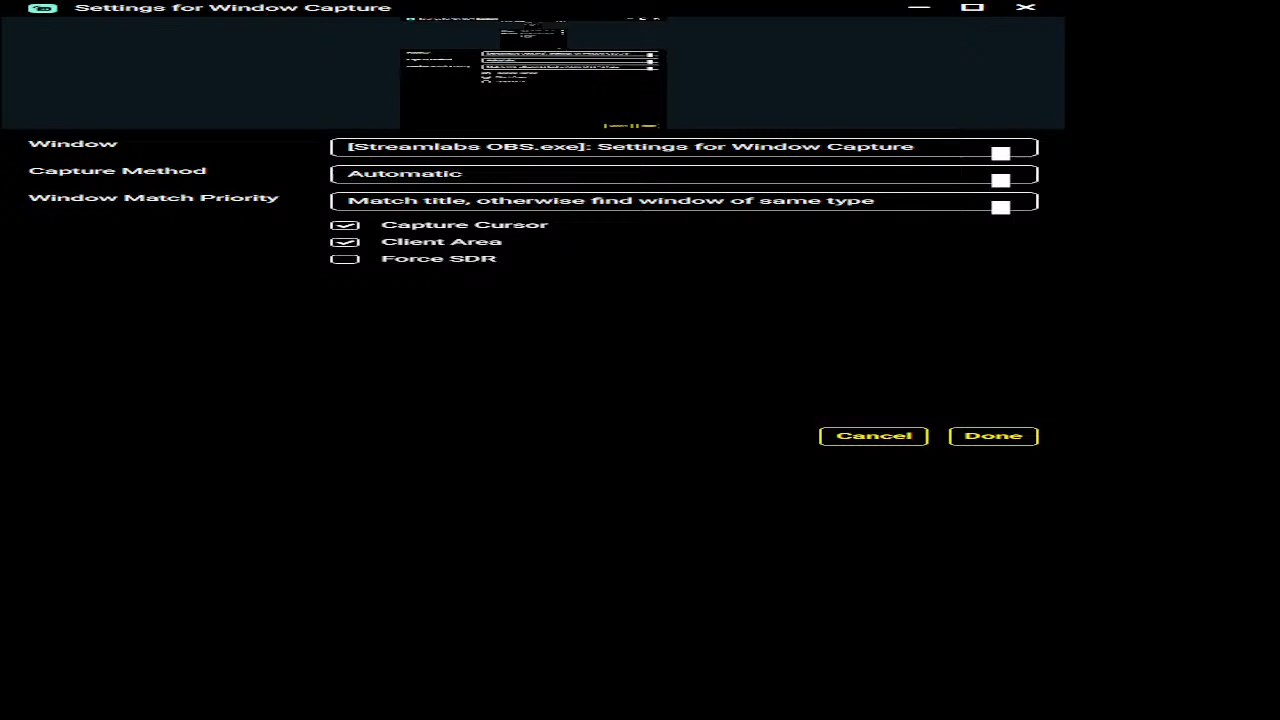 Settings for Window Capture
Window
[Streamlabs OBS.exe]: Settings for Window Capture
Capture Method
Automatic
Window Match Priority
Match title, otherwise find window of same type
Capture Cursor
Client Area
Force SDR
Cancel
Done